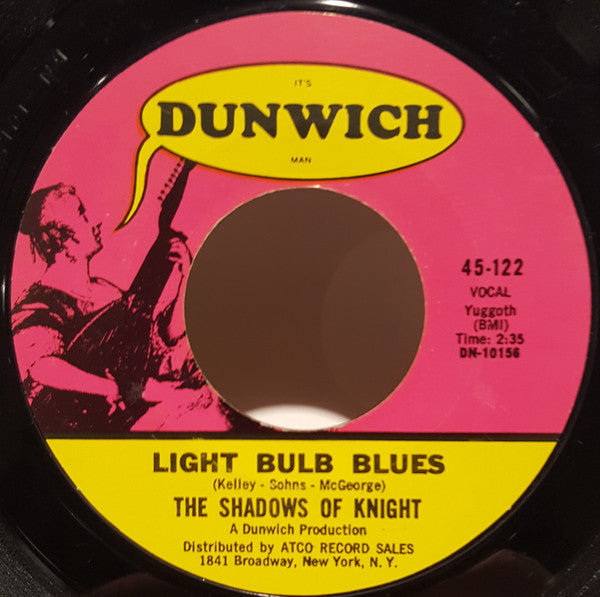 IT'S
DUNWICH
MAN
45-122
VOCAL
Yuggoth
(BMI)
Time: 2:35
DN-10156
LIGHT BULB BLUES
(Kelley - Sohns - McGeorge)
THE SHADOWS OF KNIGHT
A Dunwich Production
Distributed by ATCO RECORD SALES
1841 Broadway, New York, N. Y.